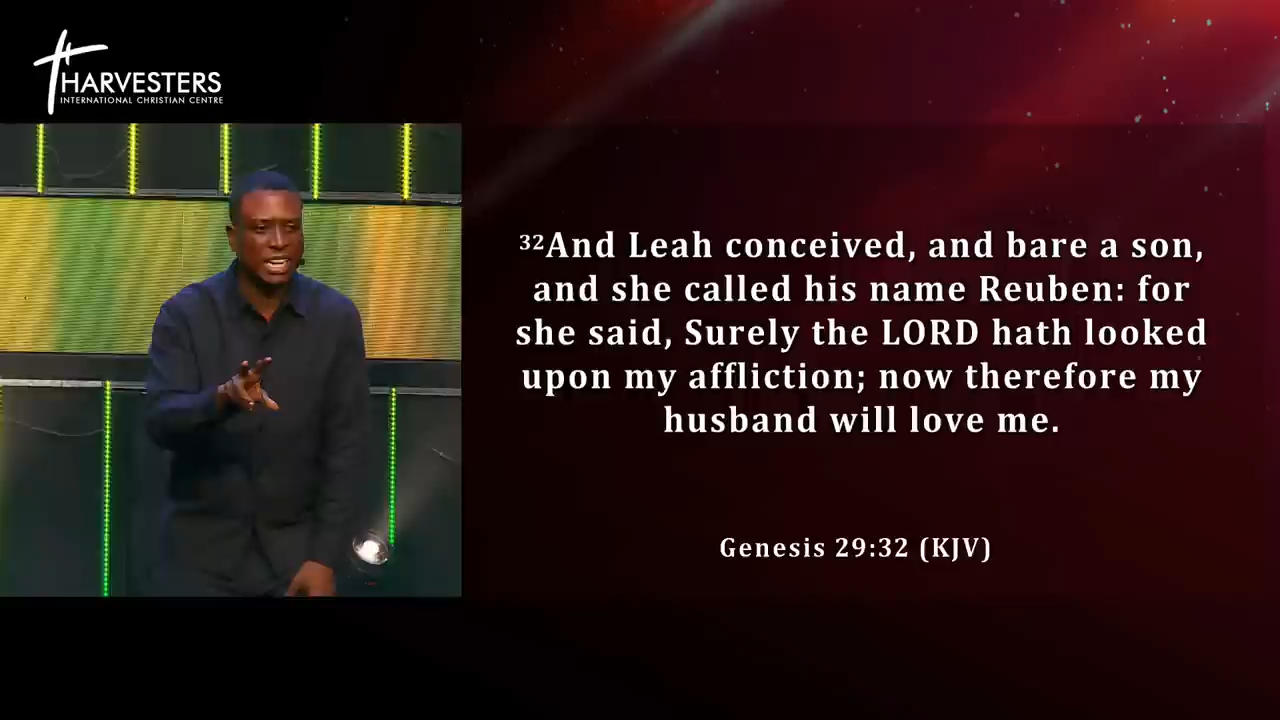 HARVESTERS
INTERNATIONAL CHRISTIAN CENTRE
³²And Leah conceived, and bare a son,
and she called his name Reuben: for
she said, Surely the LORD hath looked
upon my affliction; now therefore my
husband will love me.
Genesis 29:32 (KJV)